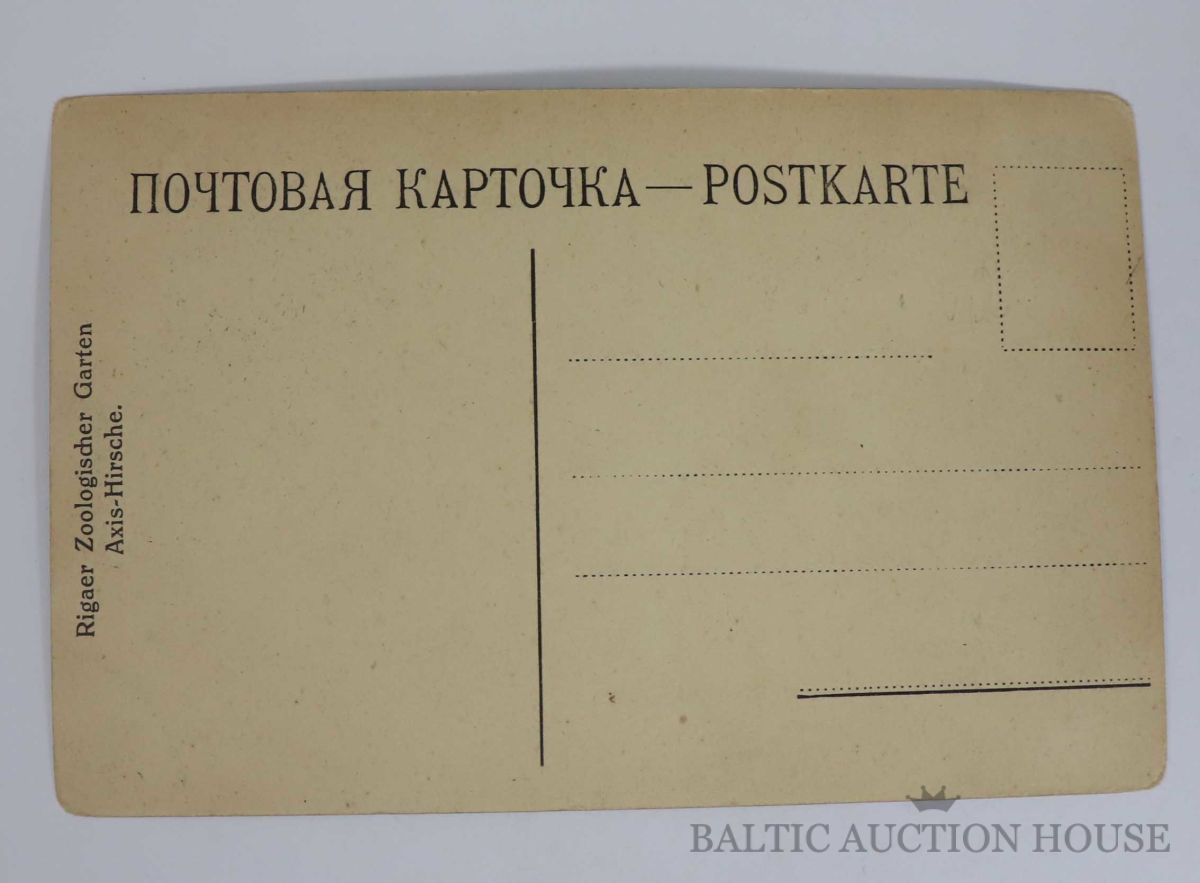 ПОЧТОВАЯ КАРТОЧКА — POSTKARTE
Rigaer Zoologischer Garten
Axis-Hirsche.
BALTIC AUCTION HOUSE